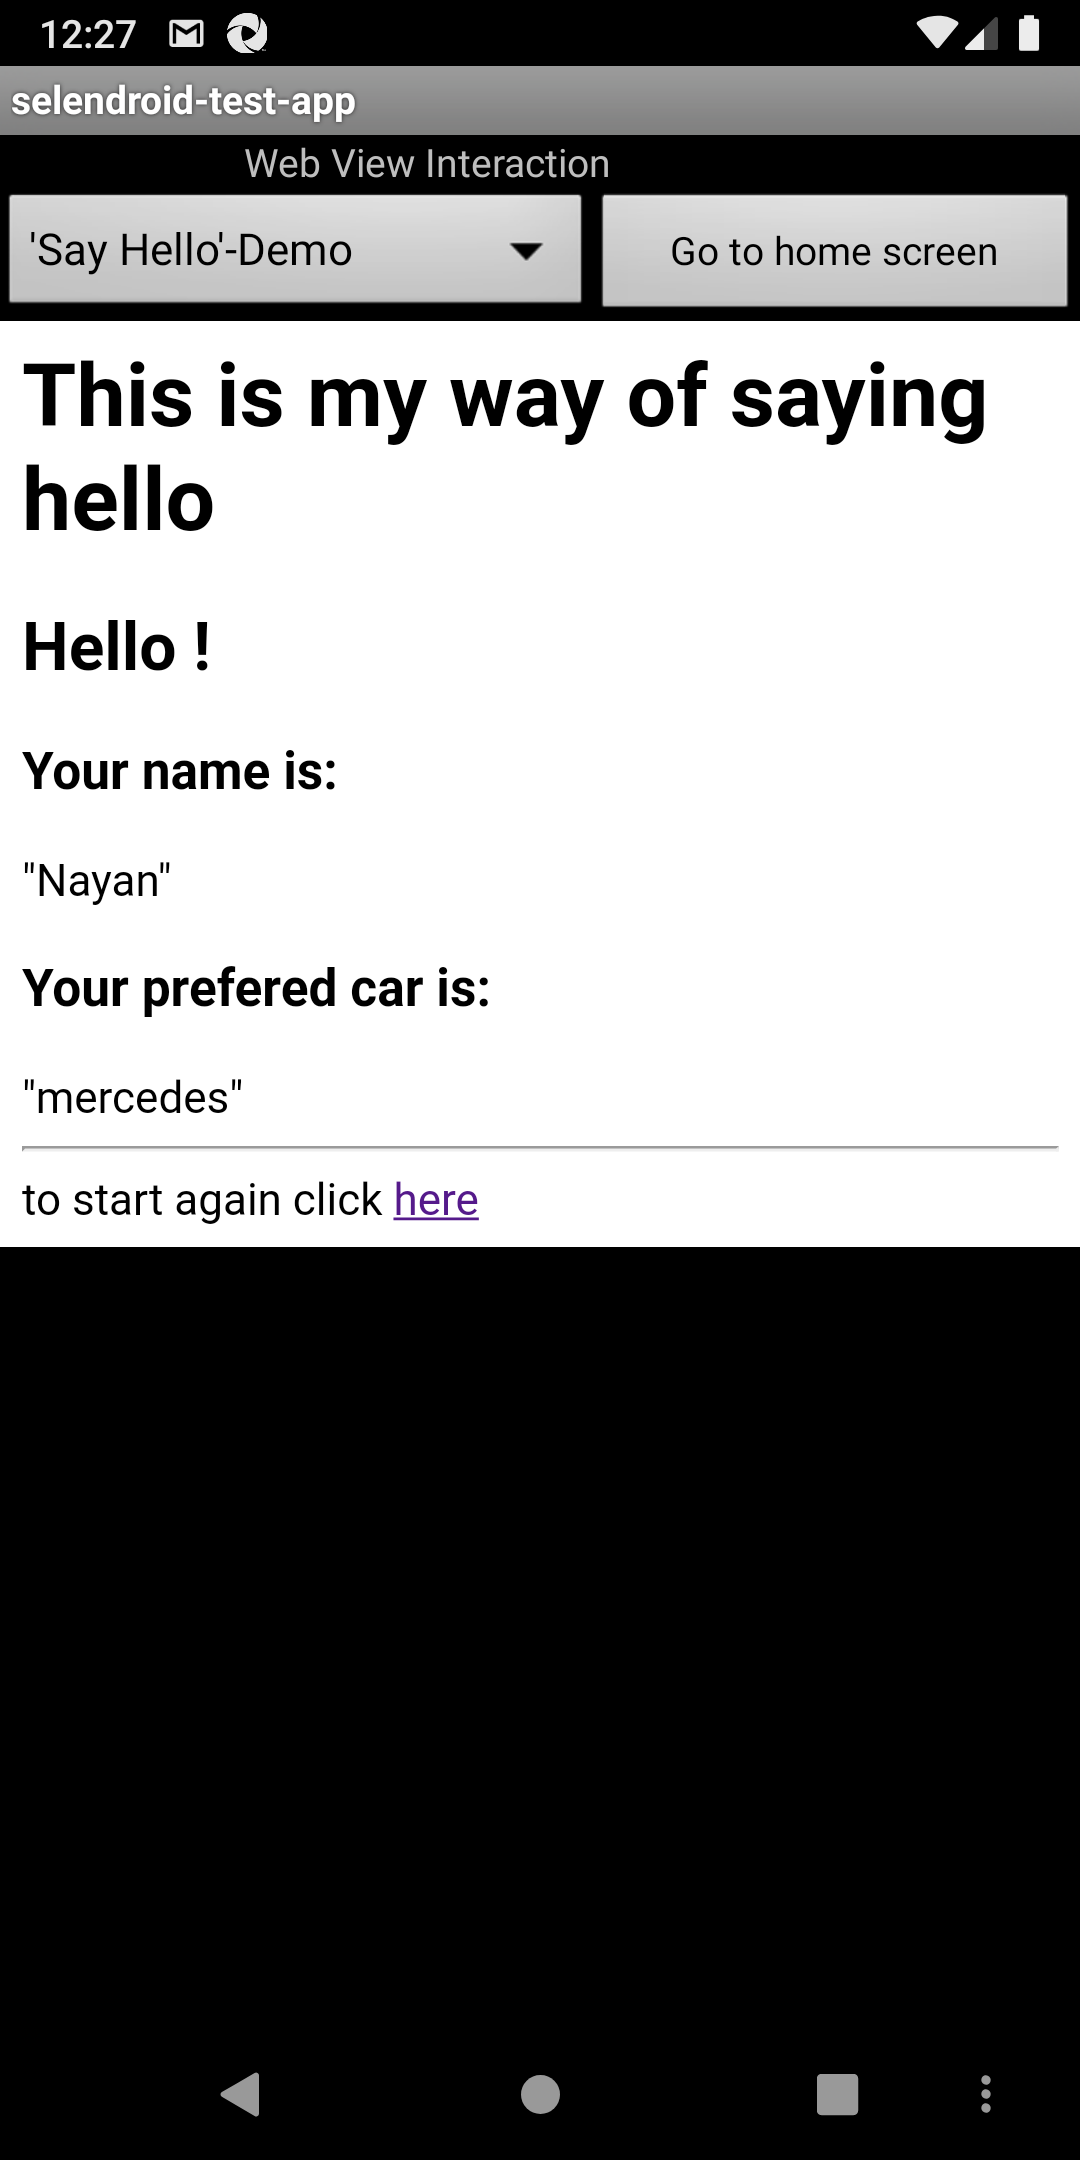 12:27
selendroid-test-app
Web View Interaction
'Say Hello'-Demo
Go to home screen
This is my way of saying
hello
Hello !
Your name is:
"Nayan"
Your prefered car is:
"mercedes"
to start again click here